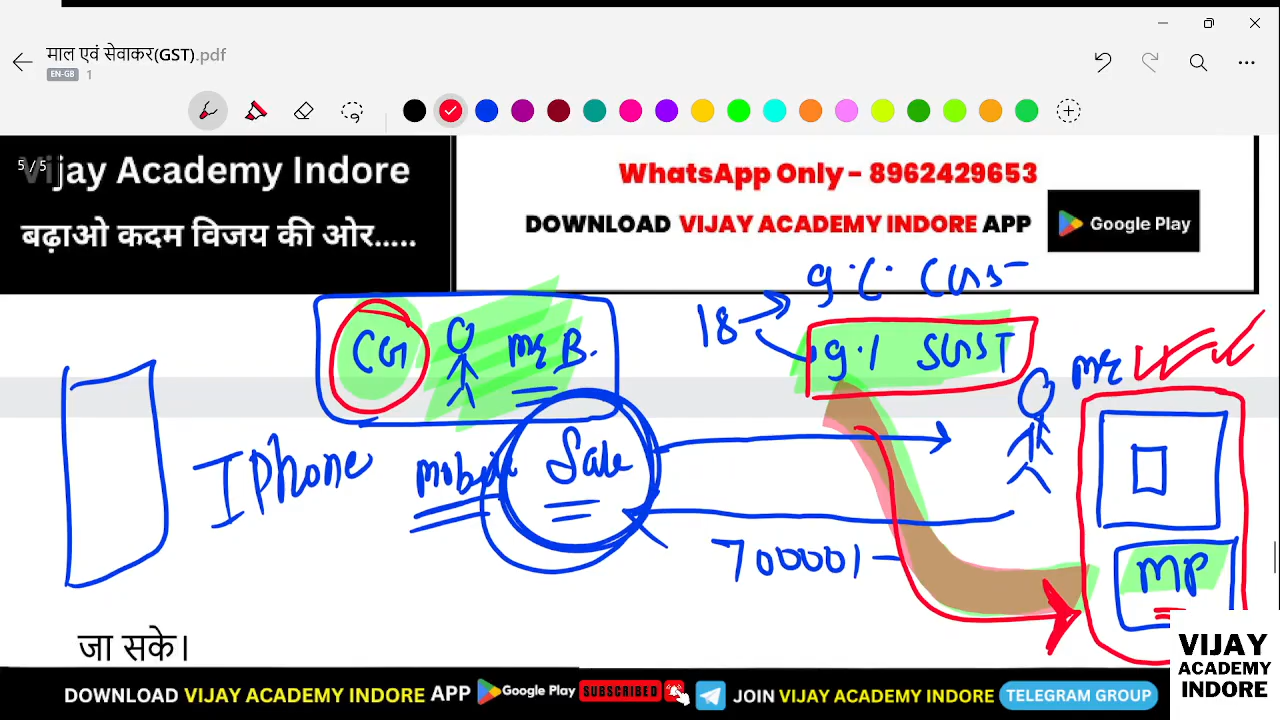 माल एवं सेवाकर(GST).pdf
EN-GB 1
5 / 5
Vijay Academy Indore
बढ़ाओ कदम विजय की ओर.....
WhatsApp Only - 8962429653
DOWNLOAD VIJAY ACADEMY INDORE APP
Google Play
9.%. CGST
18
9.% SGST
CG Mr B.
Mr
IPhone Mobile Sale
700001-
MP
जा सके।
VIJAY
ACADEMY
INDORE
DOWNLOAD VIJAY ACADEMY INDORE APP Google Play SUBSCRIBED JOIN VIJAY ACADEMY INDORE TELEGRAM GROUP